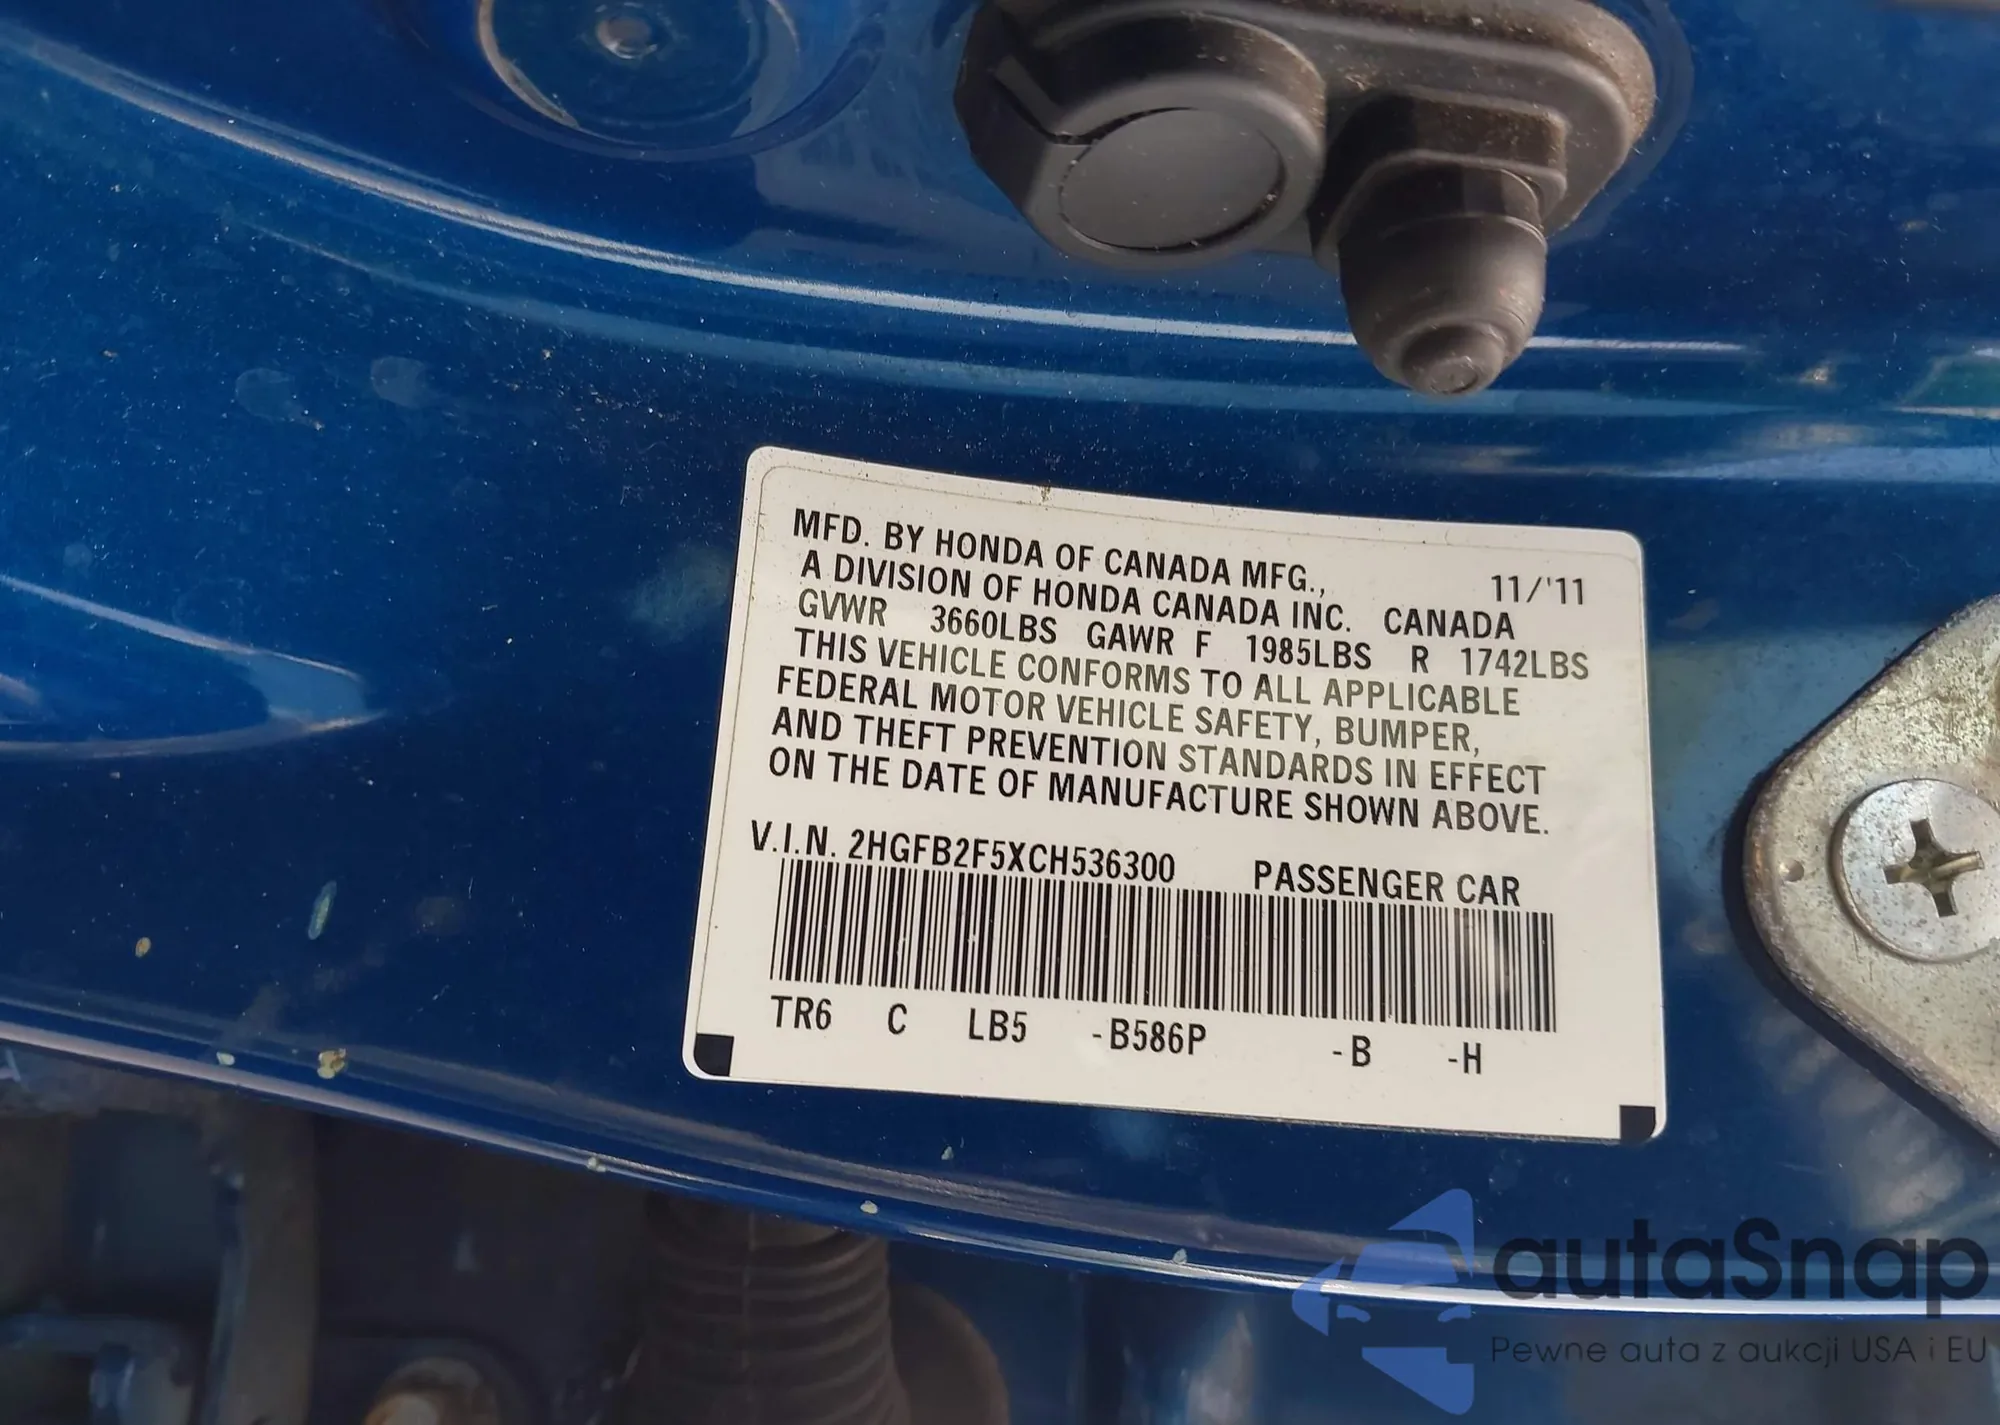 MFD. BY HONDA OF CANADA MFG., 11/'11
A DIVISION OF HONDA CANADA INC. CANADA
GVWR 3660LBS GAWR F 1985LBS R 1742LBS
THIS VEHICLE CONFORMS TO ALL APPLICABLE
FEDERAL MOTOR VEHICLE SAFETY, BUMPER,
AND THEFT PREVENTION STANDARDS IN EFFECT
ON THE DATE OF MANUFACTURE SHOWN ABOVE.
V.I.N. 2HGFB2F5XCH536300 PASSENGER CAR
TR6 C LB5 -B586P -B -H
autaSnap
Pewne auta z aukcji USA i EU